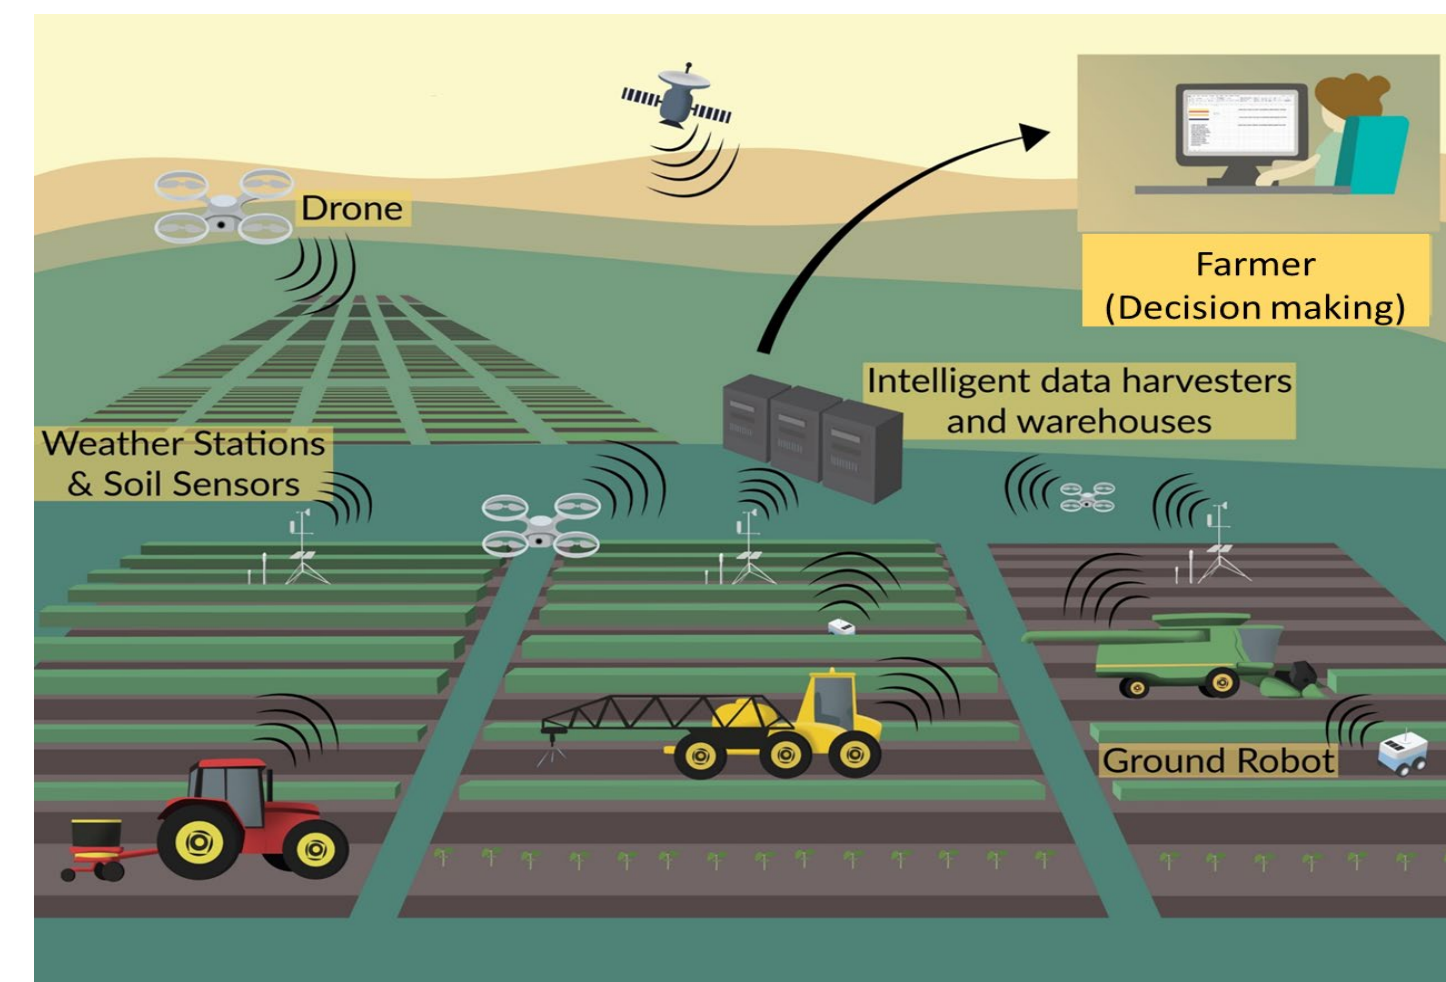 Drone
Farmer
(Decision making)
Intelligent data harvesters
and warehouses
Weather Stations
& Soil Sensors
Ground Robot